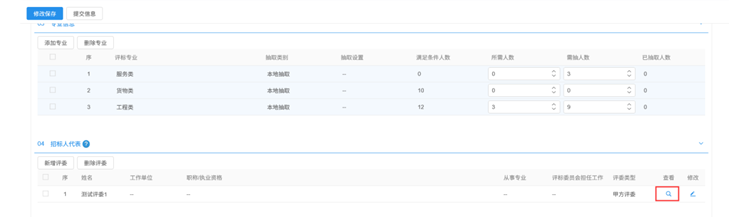 修改保存 提交信息
03 专业信息
添加专业 删除专业
序 评标专业 抽取类别 抽取设置 满足条件人数 所需人数 需抽人数 已抽取人数
1 服务类 本地抽取 -- 0 0 3 0
2 货物类 本地抽取 -- 10 0 0 0
3 工程类 本地抽取 -- 12 3 9 0
04 招标人代表 ?
新增评委 删除评委
序 姓名 工作单位 职称/执业资格 从事专业 评标委员会担任工作 评委类型 查看 修改
1 测试评委1 -- -- -- -- 甲方评委